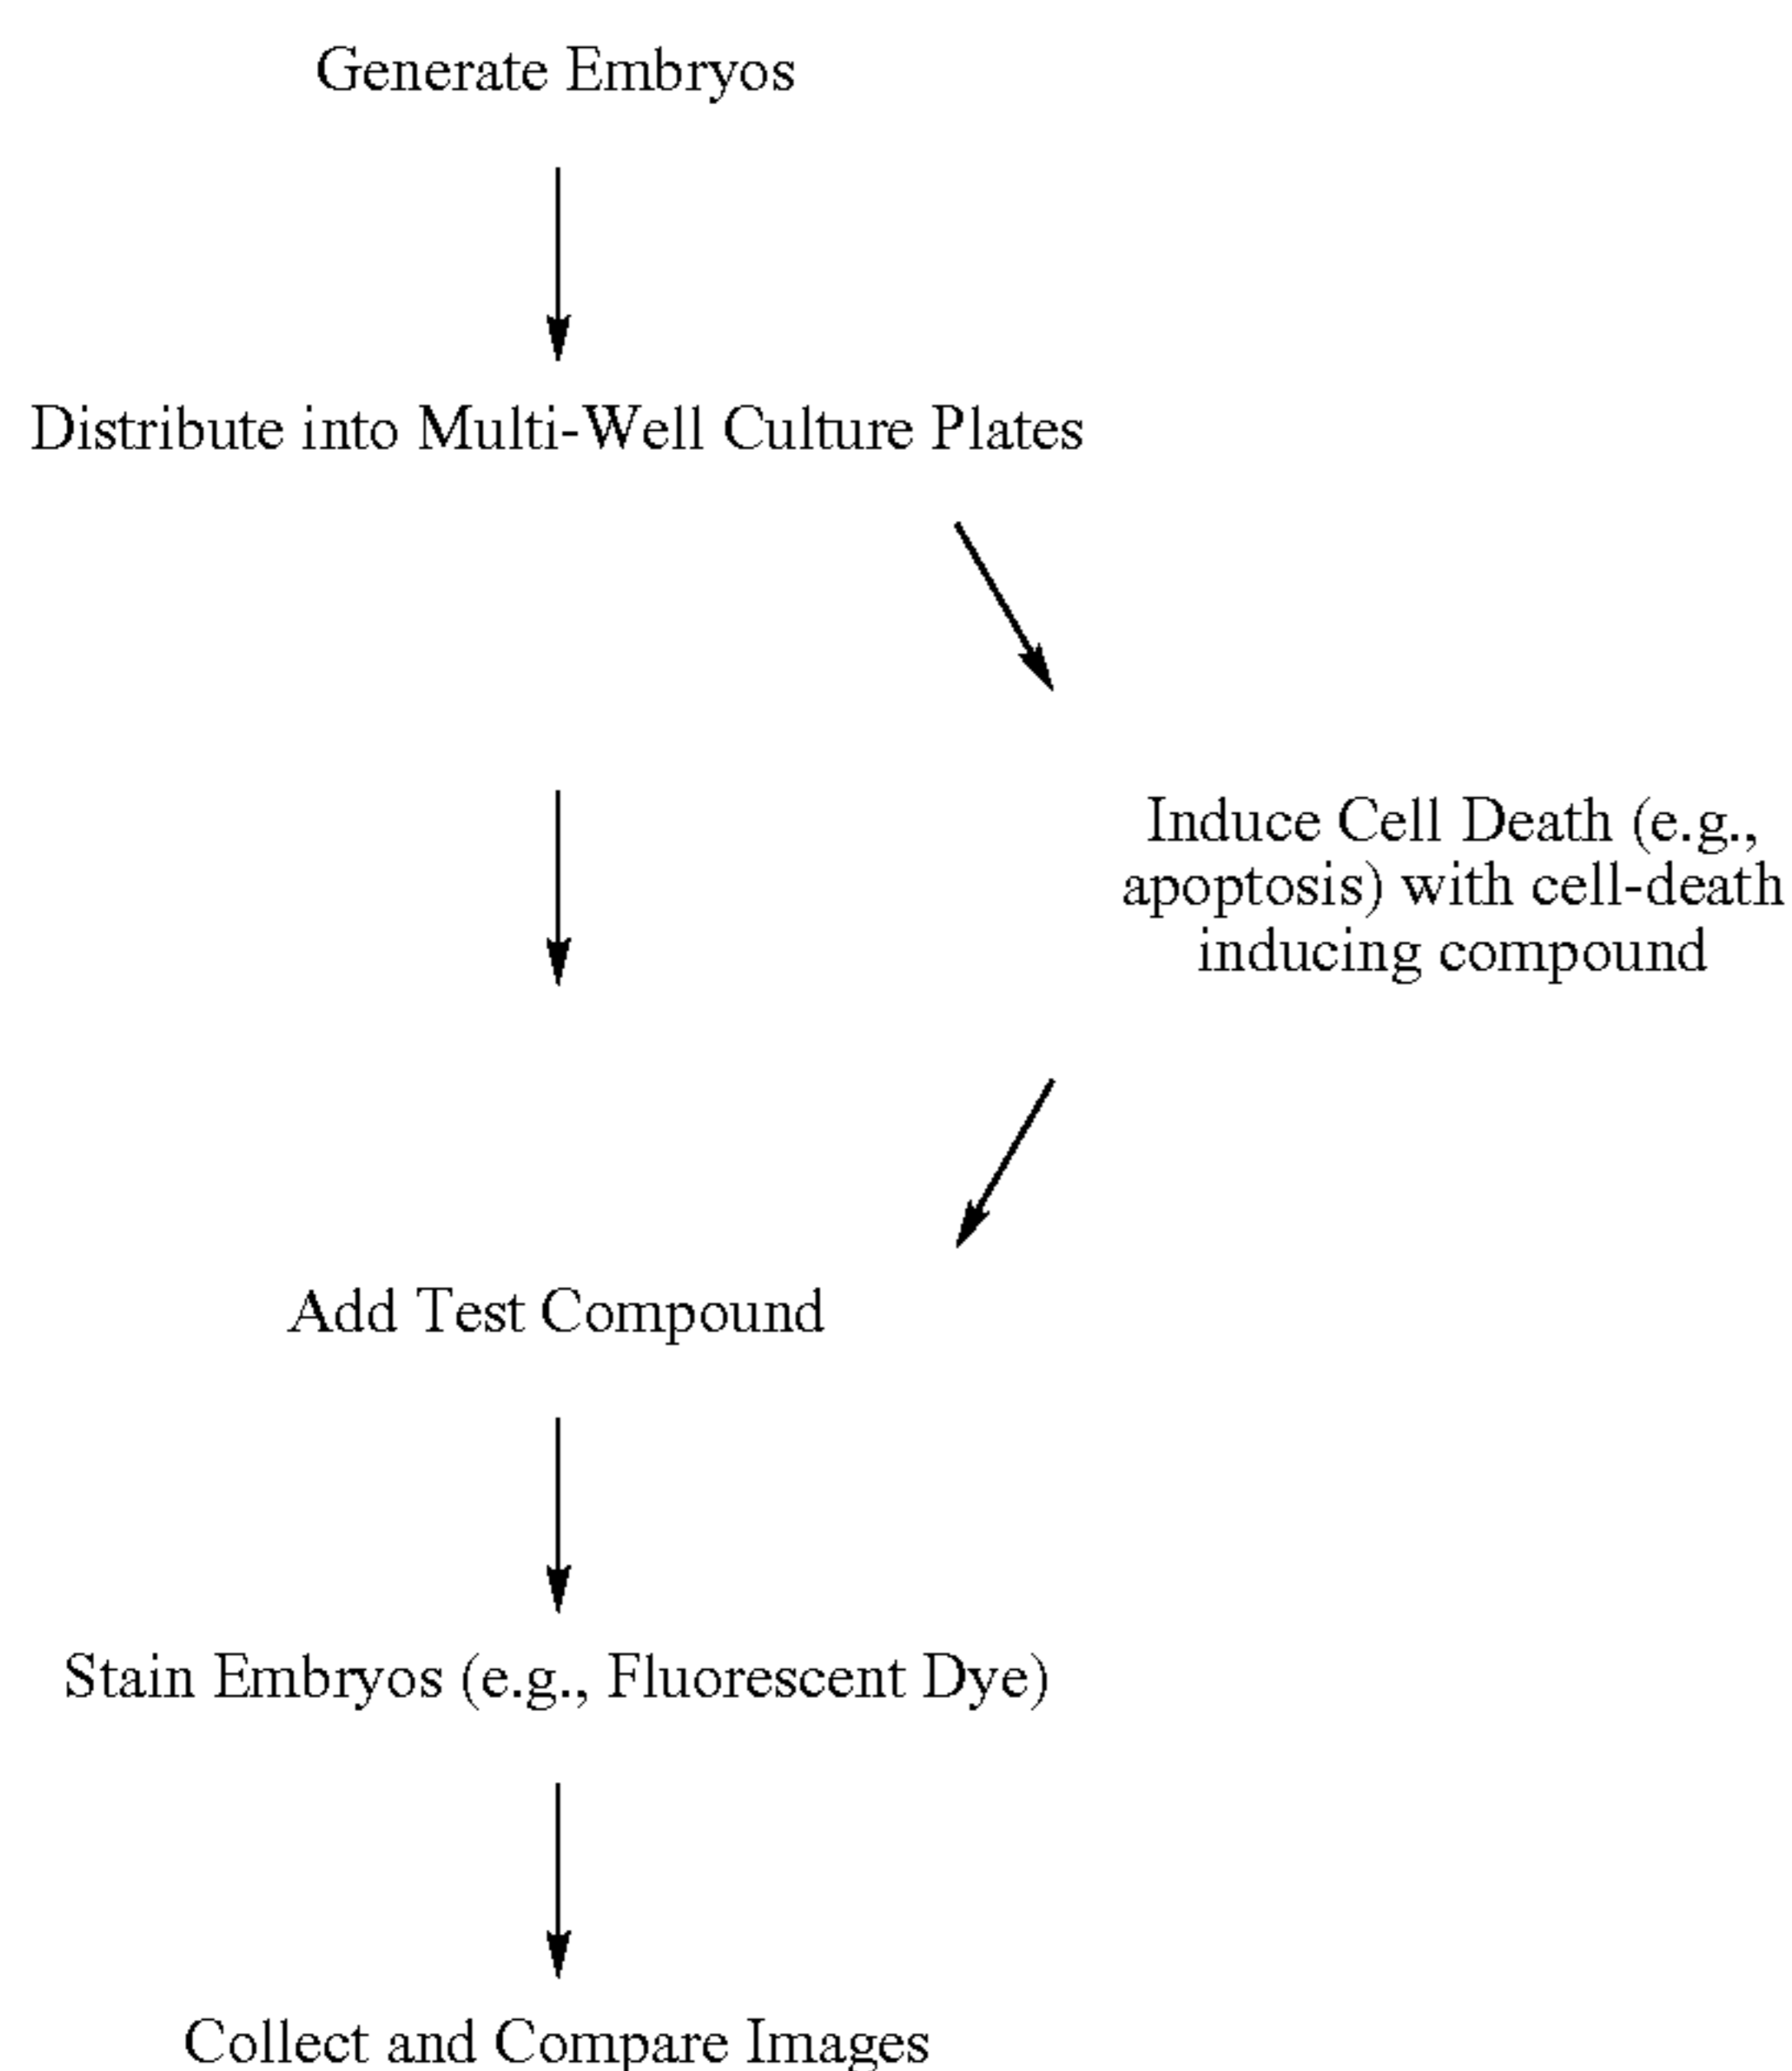 Generate Embryos
Distribute into Multi-Well Culture Plates
Induce Cell Death (e.g.,
apoptosis) with cell-death
inducing compound
Add Test Compound
Stain Embryos (e.g., Fluorescent Dye)
Collect and Compare Images